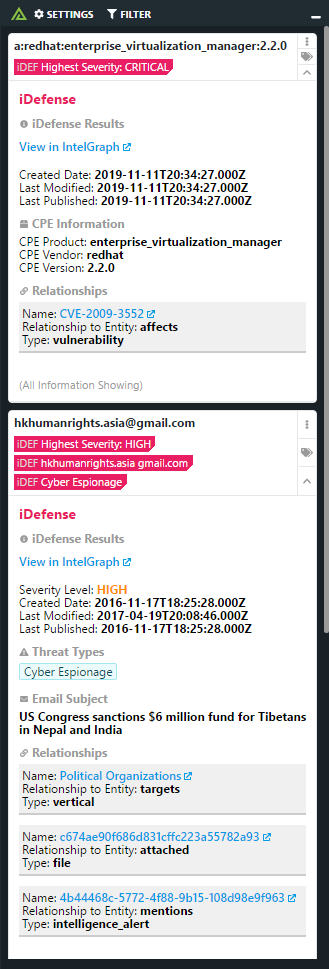 SETTINGS FILTER
a:redhat:enterprise_virtualization_manager:2.2.0
iDEF Highest Severity: CRITICAL
iDefense
iDefense Results
View in IntelGraph
Created Date: 2019-11-11T20:34:27.000Z
Last Modified: 2019-11-11T20:34:27.000Z
Last Published: 2019-11-11T20:34:27.000Z
CPE Information
CPE Product: enterprise_virtualization_manager
CPE Vendor: redhat
CPE Version: 2.2.0
Relationships
Name: CVE-2009-3552
Relationship to Entity: affects
Type: vulnerability
(All Information Showing)
hkhumanrights.asia@gmail.com
iDEF Highest Severity: HIGH
iDEF hkhumanrights.asia gmail.com
iDEF Cyber Espionage
iDefense
iDefense Results
View in IntelGraph
Severity Level: HIGH
Created Date: 2016-11-17T18:25:28.000Z
Last Modified: 2017-04-19T20:08:46.000Z
Last Published: 2016-11-17T18:25:28.000Z
Threat Types
Cyber Espionage
Email Subject
US Congress sanctions $6 million fund for Tibetans
in Nepal and India
Relationships
Name: Political Organizations
Relationship to Entity: targets
Type: vertical
Name: c674ae90f686d831cffc223a55782a93
Relationship to Entity: attached
Type: file
Name: 4b44468c-5772-4f88-9b15-108d98e9f963
Relationship to Entity: mentions
Type: intelligence_alert